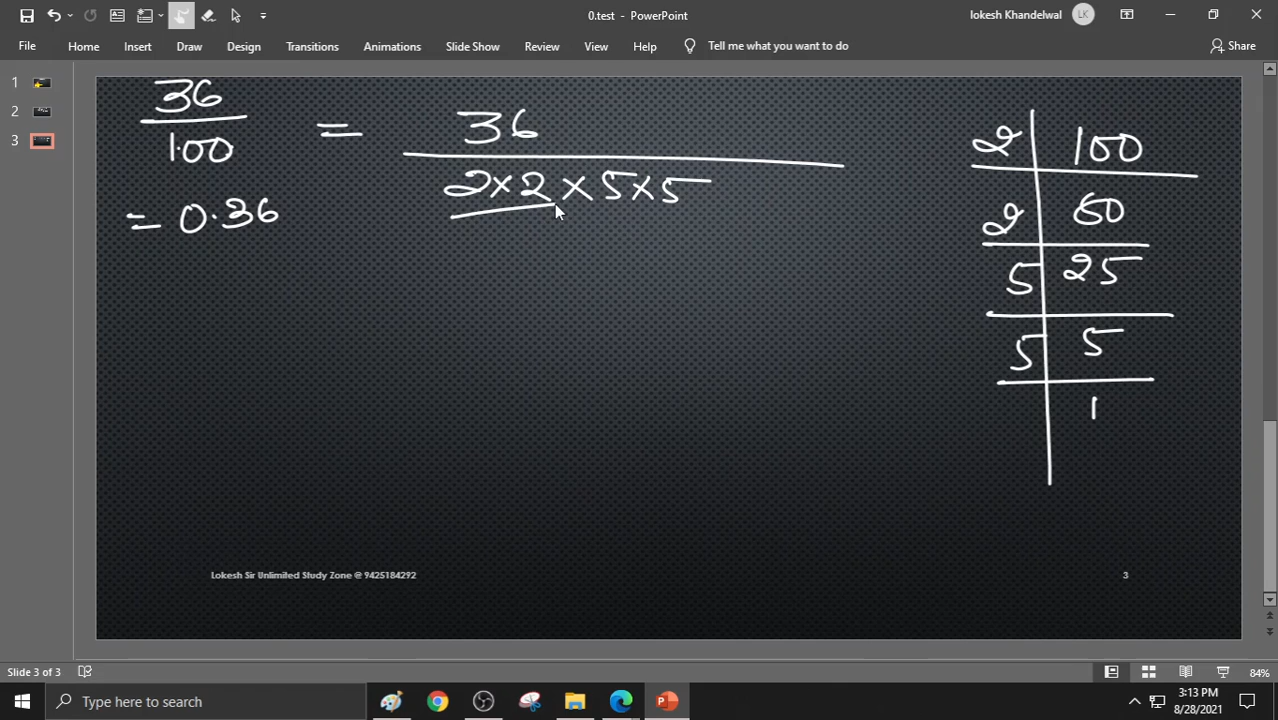 0.test - PowerPoint
lokesh Khandelwal
LK
File Home Insert Draw Design Transitions Animations Slide Show Review View Help Tell me what you want to do Share
1
2
3
36
100
= 0.36
=
36
2×2×5×5
2 100
2 50
5 25
5 5
1
Lokesh Sir Unlimited Study Zone @ 9425184292
3
Slide 3 of 3
84%
Type here to search
3:13 PM
8/28/2021